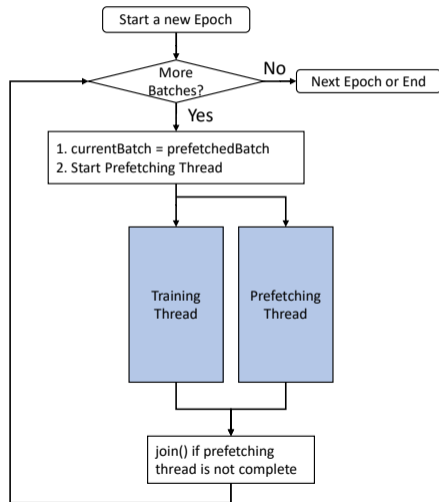 Start a new Epoch
More
Batches?
No
Next Epoch or End
Yes
1. currentBatch = prefetchedBatch
2. Start Prefetching Thread
Training
Thread
Prefetching
Thread
join() if prefetching
thread is not complete